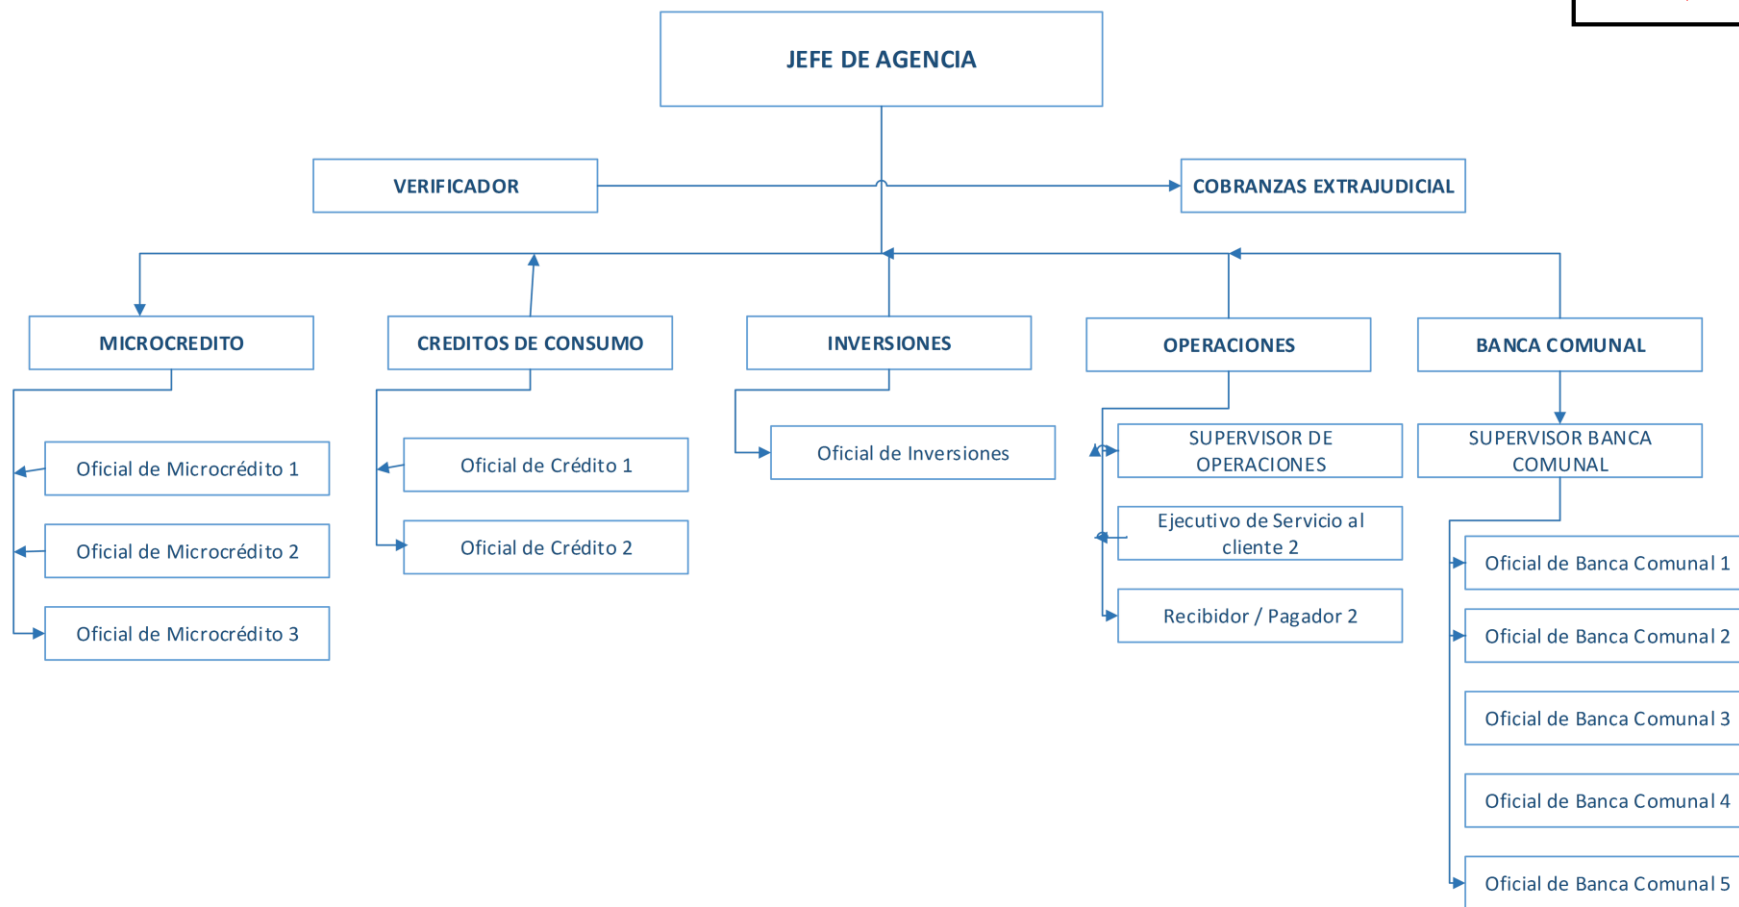 JEFE DE AGENCIA
VERIFICADOR
COBRANZAS EXTRAJUDICIAL
MICROCREDITO
CREDITOS DE CONSUMO
INVERSIONES
OPERACIONES
BANCA COMUNAL
Oficial de Microcrédito 1
Oficial de Microcrédito 2
Oficial de Microcrédito 3
Oficial de Crédito 1
Oficial de Crédito 2
Oficial de Inversiones
SUPERVISOR DE
OPERACIONES
Ejecutivo de Servicio al
cliente 2
Recibidor / Pagador 2
SUPERVISOR BANCA
COMUNAL
Oficial de Banca Comunal 1
Oficial de Banca Comunal 2
Oficial de Banca Comunal 3
Oficial de Banca Comunal 4
Oficial de Banca Comunal 5